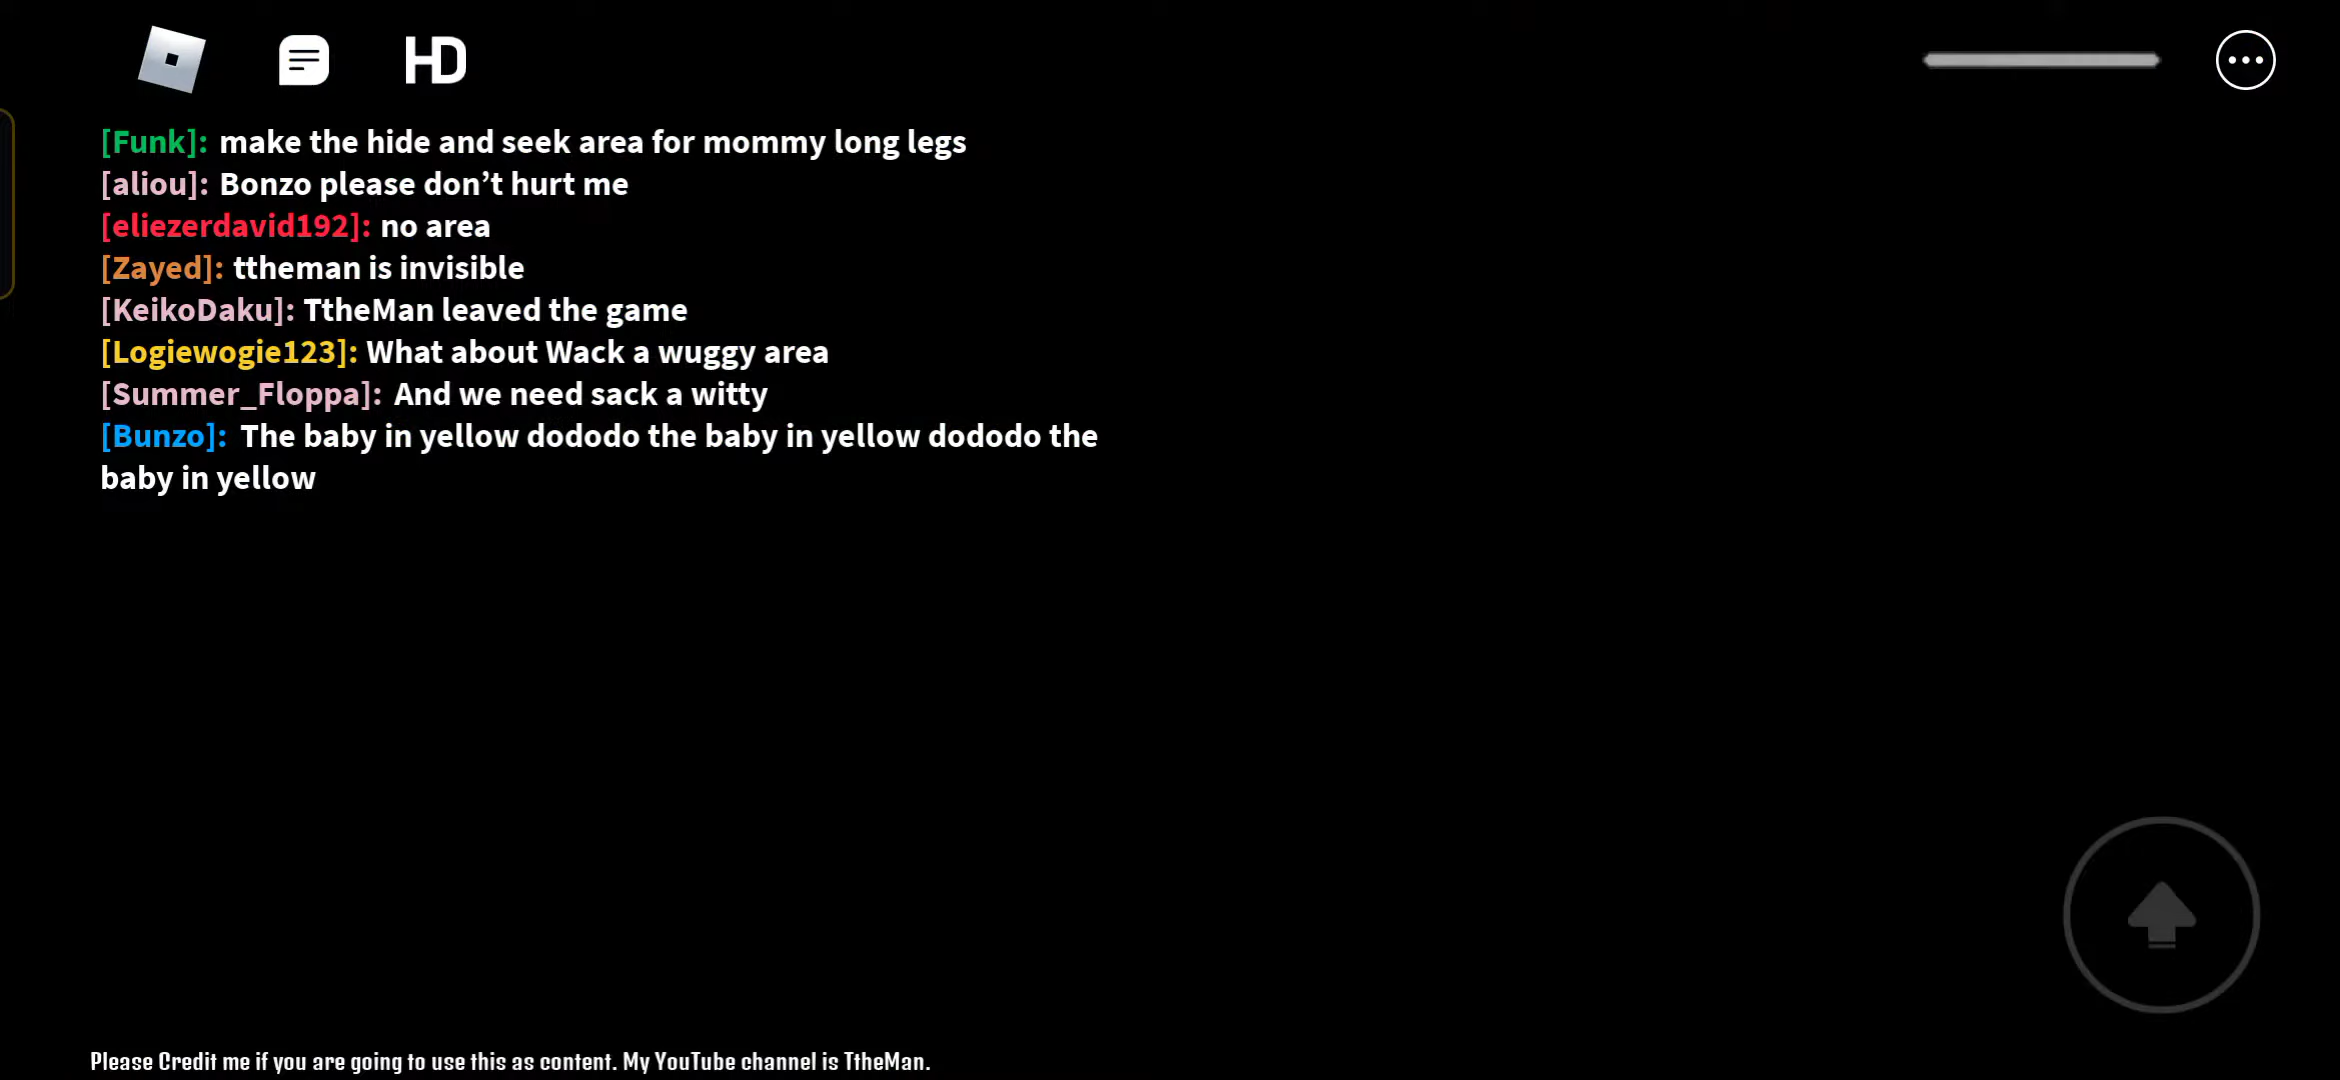 HD
[Funk]: make the hide and seek area for mommy long legs
[aliou]: Bonzo please don’t hurt me
[eliezerdavid192]: no area
[Zayed]: ttheman is invisible
[KeikoDaku]: TtheMan leaved the game
[Logiewogie123]: What about Wack a wuggy area
[Summer_Floppa]: And we need sack a witty
[Bunzo]: The baby in yellow dododo the baby in yellow dododo the
baby in yellow
Please Credit me if you are going to use this as content. My YouTube channel is TtheMan.